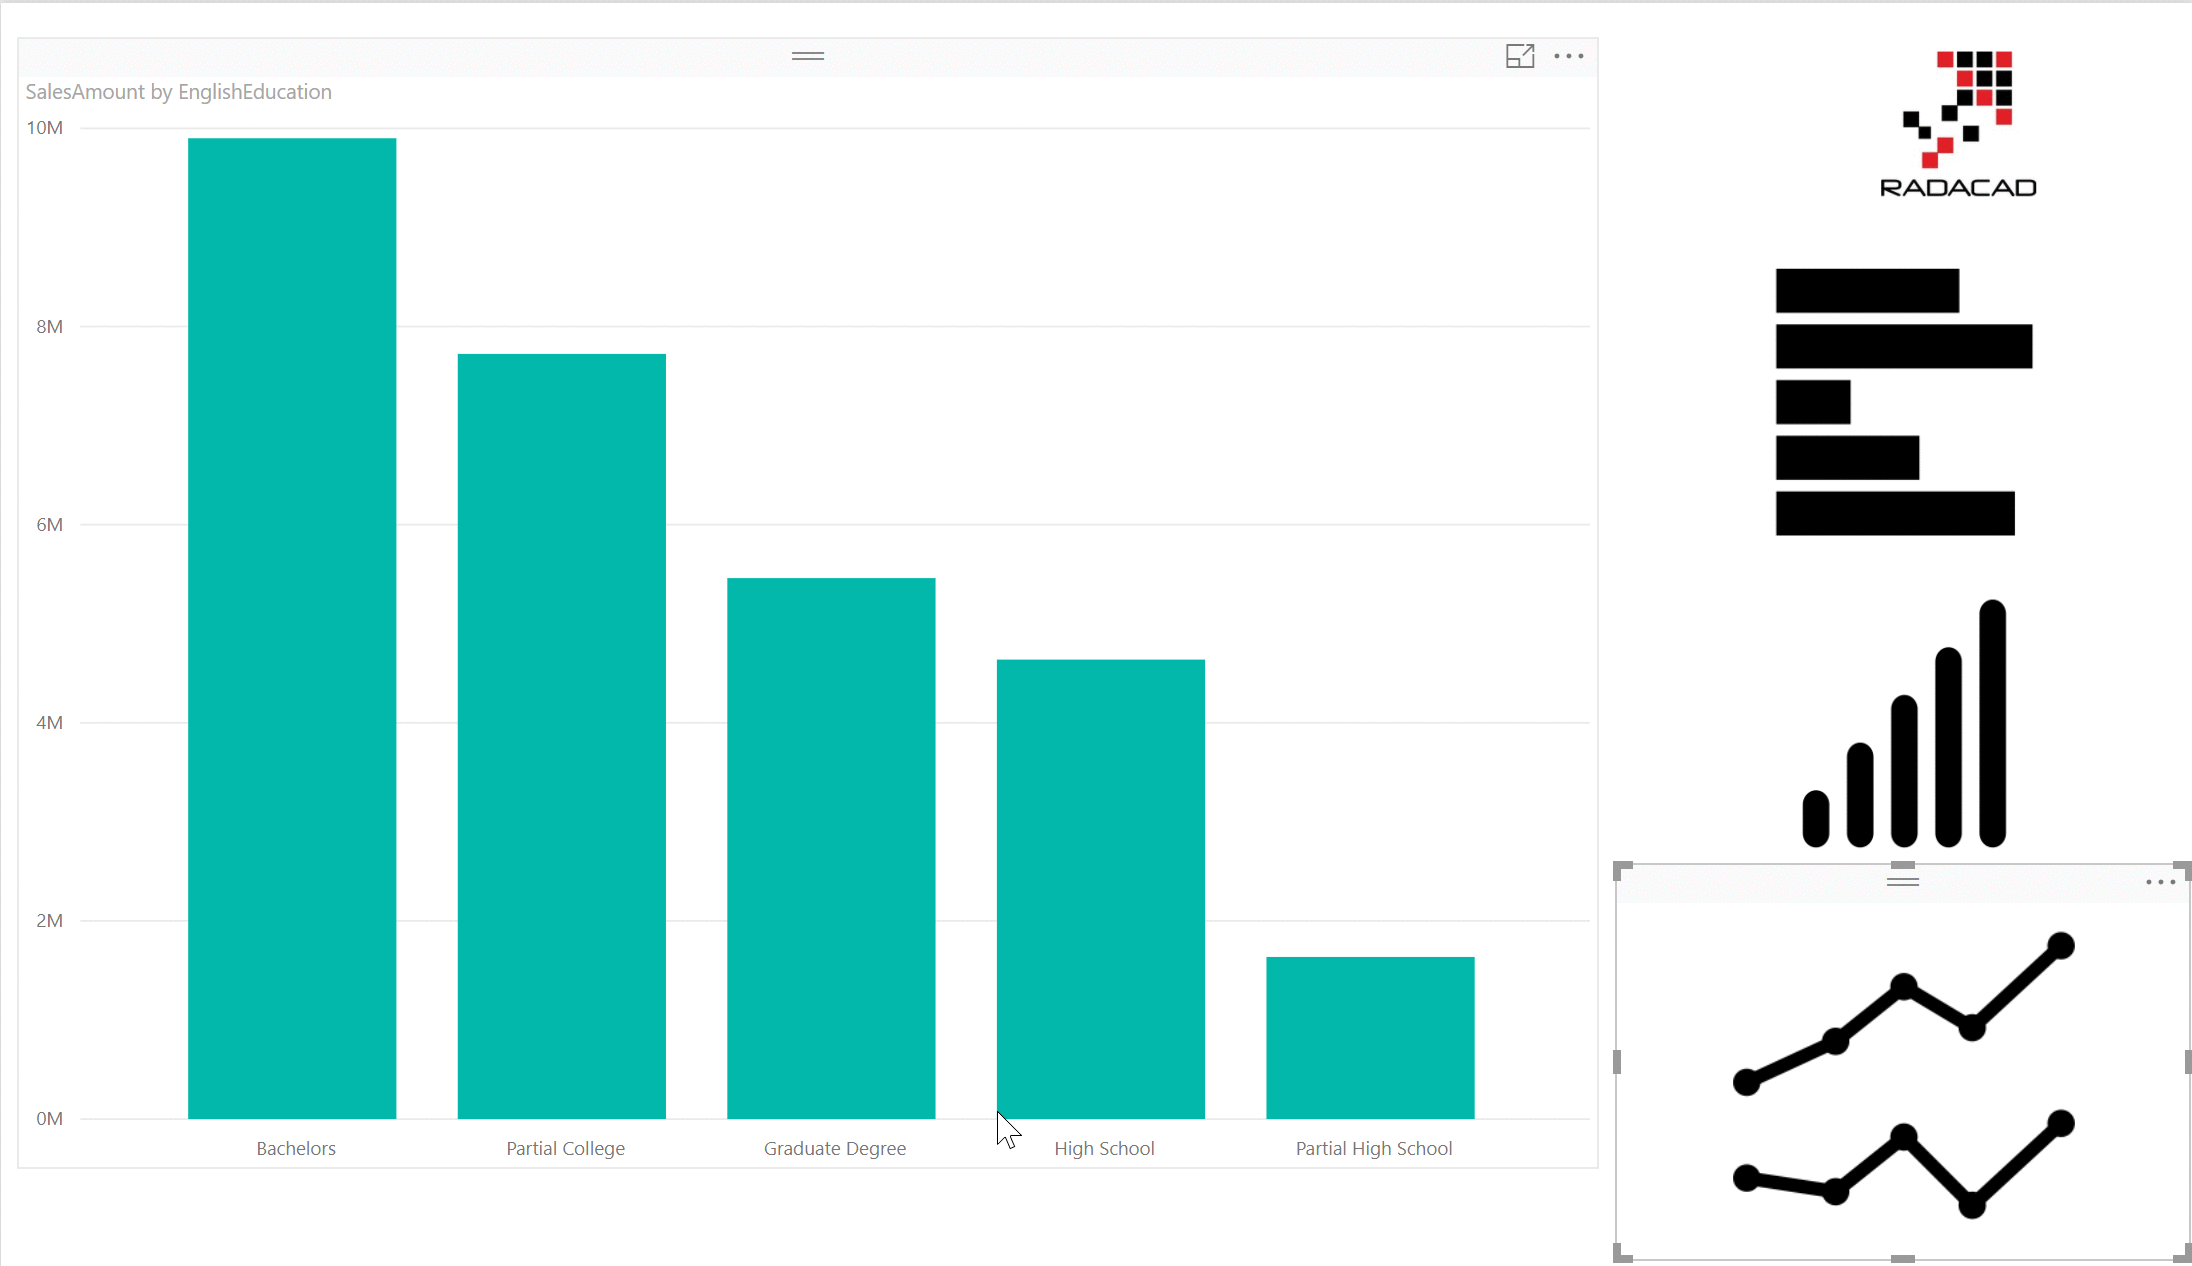 SalesAmount by EnglishEducation
10M
8M
6M
4M
2M
0M
Bachelors
Partial College
Graduate Degree
High School
Partial High School
RADACAD